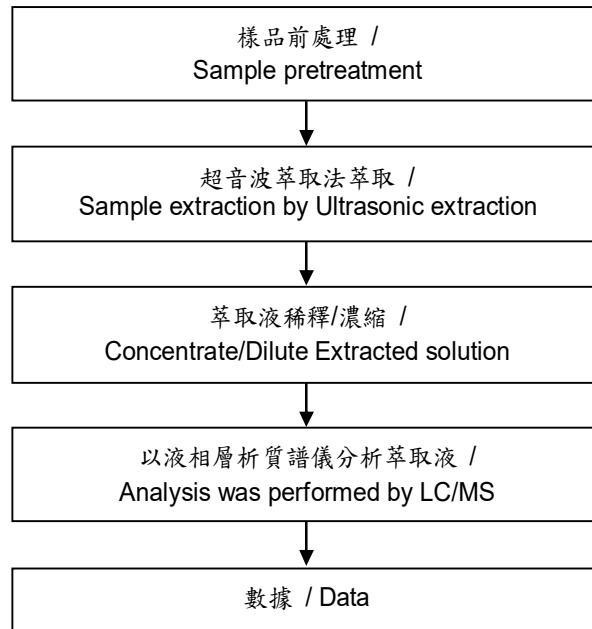 樣品前處理 /
Sample pretreatment
超音波萃取法萃取 /
Sample extraction by Ultrasonic extraction
萃取液稀釋/濃縮 /
Concentrate/Dilute Extracted solution
以液相層析質譜儀分析萃取液 /
Analysis was performed by LC/MS
數據 / Data